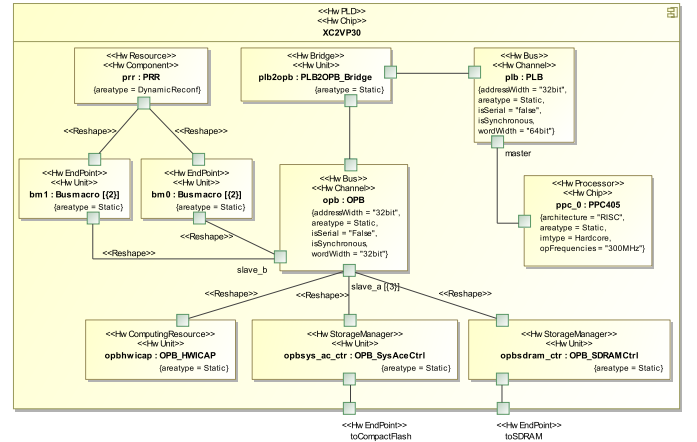 <<Hw PLD>>
<<Hw Chip>>
XC2VP30
<<Hw Resource>>
<<Hw Component>>
prr : PRR
{areatype = DynamicReconf}
<<Hw Bridge>>
<<Hw Unit>>
plb2opb : PLB2OPB_Bridge
{areatype = Static}
<<Hw Bus>>
<<Hw Channel>>
plb : PLB
{addressWidth = "32bit",
areatype = Static,
isSerial = "false",
isSynchronous,
wordWidth = "64bit"}
master
<<Reshape>>
<<Reshape>>
<<Hw EndPoint>>
<<Hw Unit>>
bm1 : Busmacro [{2}]
{areatype = Static}
<<Hw EndPoint>>
<<Hw Unit>>
bm0 : Busmacro [{2}]
{areatype = Static}
<<Hw Bus>>
<<Hw Channel>>
opb : OPB
{addressWidth = "32bit",
areatype = Static,
isSerial = "False",
isSynchronous,
wordWidth = "32bit"}
<<Hw Processor>>
<<Hw Chip>>
ppc_0 : PPC405
{architecture = "RISC",
areatype = Static,
imtype = Hardcore,
opFrequencies = "300MHz"}
<<Reshape>>
<<Reshape>>
slave_b
slave_a [{3}]
<<Reshape>>
<<Reshape>>
<<Reshape>>
<<Hw ComputingResource>>
<<Hw Unit>>
opbhwicap : OPB_HWICAP
{areatype = Static}
<<Hw StorageManager>>
<<Hw Unit>>
opbsys_ac_ctr : OPB_SysAceCtrl
{areatype = Static}
<<Hw StorageManager>>
<<Hw Unit>>
opbsdram_ctr : OPB_SDRAMCtrl
{areatype = Static}
<<Hw EndPoint>>
toCompactFlash
<<Hw EndPoint>>
toSDRAM